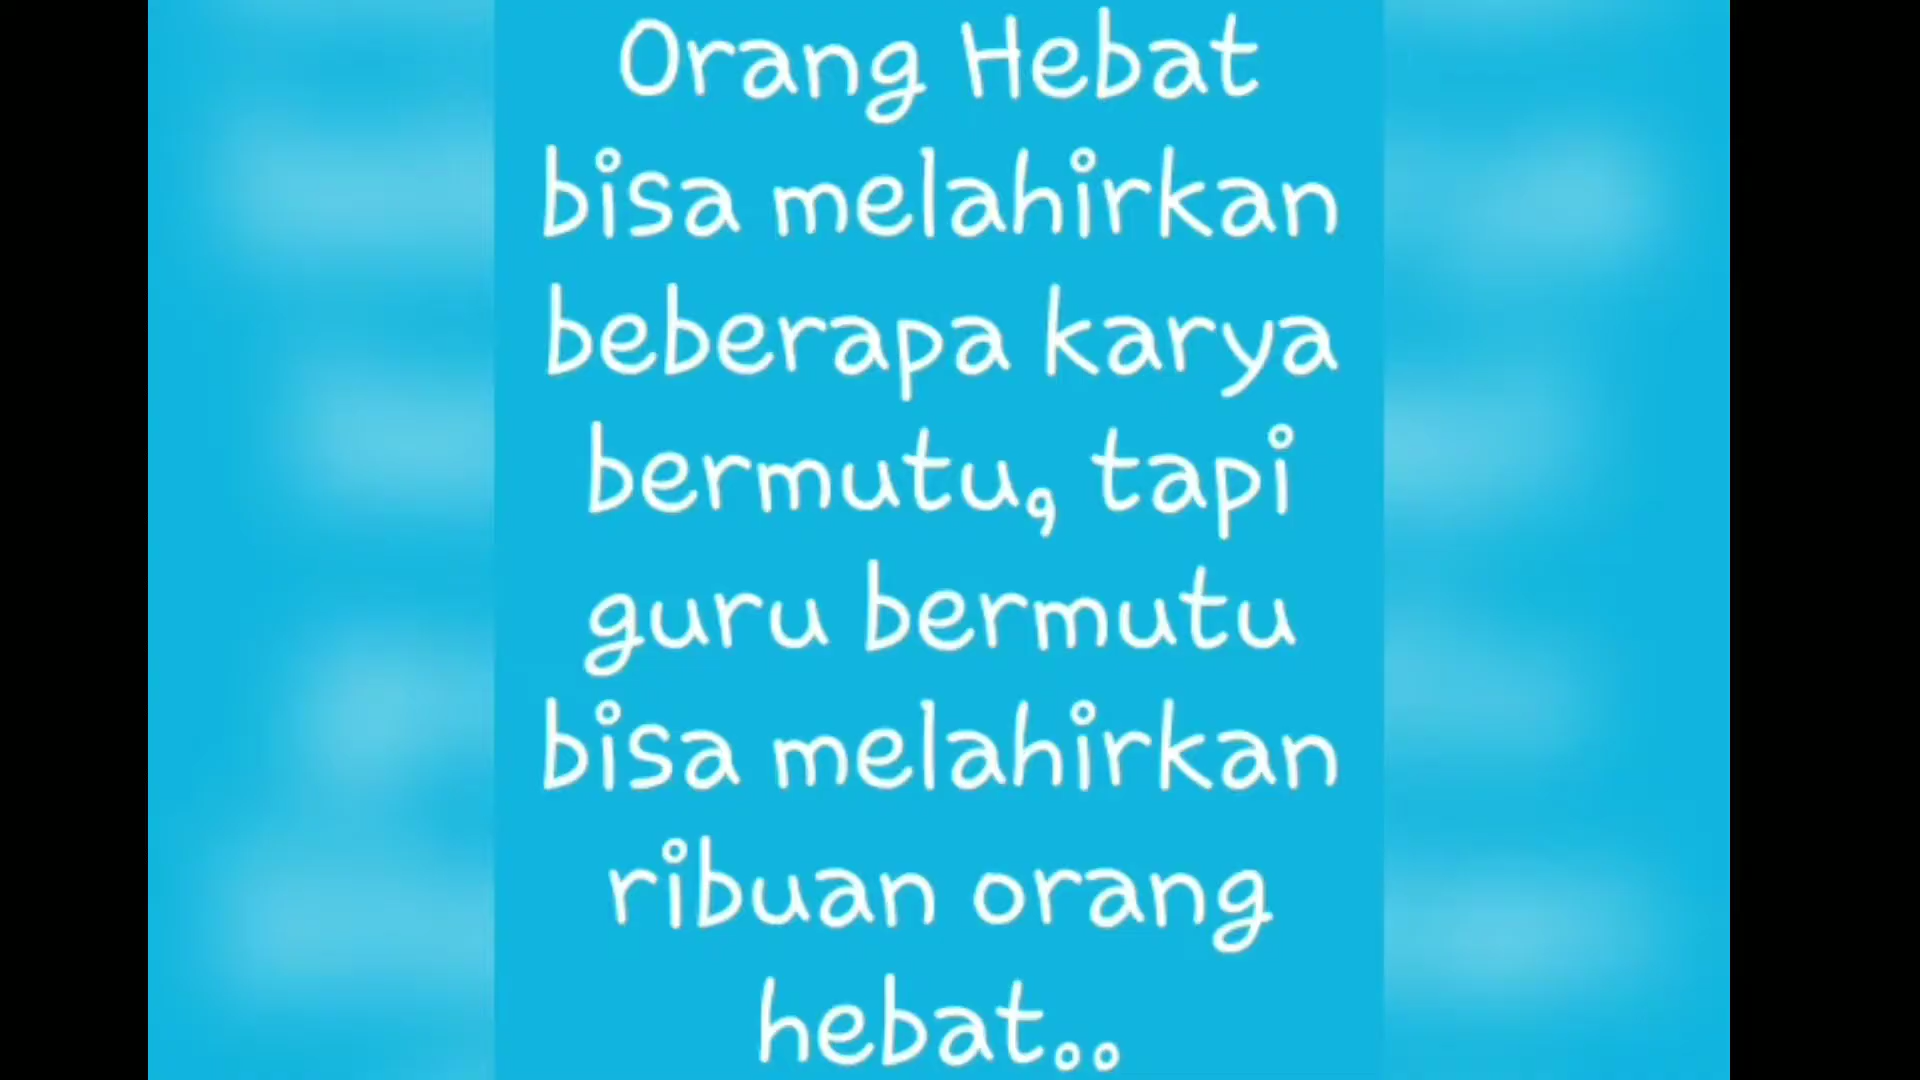 Orang Hebat
bisa melahirkan
beberapa karya
bermutu, tapi
guru bermutu
bisa melahirkan
ribuan orang
hebat..